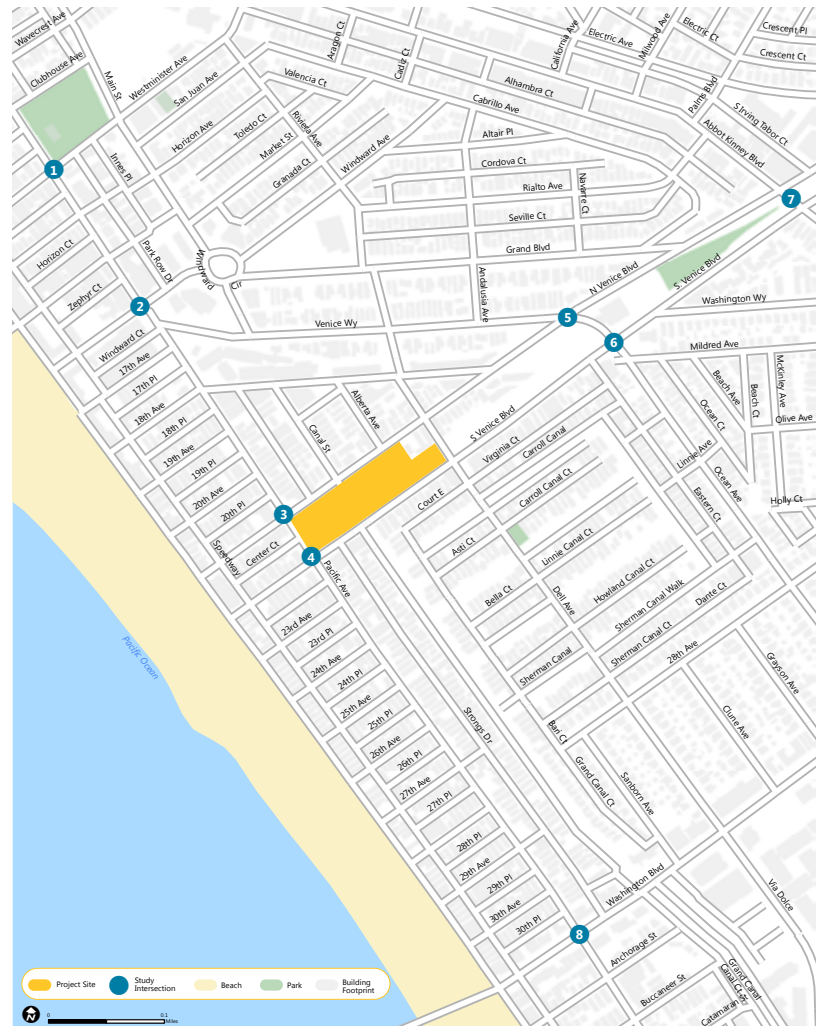 Wavecrest Ave
Clubhouse Ave
Main St
Westminister Ave
San Juan Ave
Aragon Ct
Cadiz Ct
Valencia Ct
California Ave
Electric Ave
Milwood Ave
Electric Ct
Crescent Pl
Crescent Ct
Alhambra Ct
Cabrillo Ave
Palms Blvd
S Irving Tabor Ct
Abbot Kinney Blvd
Horizon Ave
Toledo Ct
Market St
Riviera Ave
Granada Ct
Windward Ave
Altair Pl
Cordova Ct
Rialto Ave
Navarre Ct
Seville Ct
Grand Blvd
1
Innes Pl
7
Horizon Ct
Park Row Dr
Windward
Cir
Zephyr Ct
2
Andalusia Ave
N Venice Blvd
S Venice Blvd
Washington Wy
Windward Ct
Venice Wy
5
6
Mildred Ave
17th Ave
17th Pl
18th Ave
18th Pl
19th Ave
19th Pl
20th Ave
20th Pl
Alberta Ave
Canal St
S Venice Blvd
Virginia Ct
Carroll Canal
Carroll Canal Ct
Beach Ave
Beach Ct
McKinley Ave
Ocean Ct
Olive Ave
Linnie Ave
Ocean Ave
Eastern Ct
Holly Ct
3
Court E
Speedway
Center Ct
4
Asti Ct
Linnie Canal Ct
Pacific Ave
Bella Ct
Dell Ave
Howland Canal Ct
Sherman Canal Walk
Dante Ct
23rd Ave
23rd Pl
24th Ave
24th Pl
25th Ave
25th Pl
26th Ave
26th Pl
27th Ave
27th Pl
28th Pl
29th Ave
29th Pl
30th Ave
30th Pl
Sherman Canal
Sherman Canal Ct
28th Ave
Grayson Ave
Clune Ave
Pacific Ocean
Strongs Dr
Ban Ct
Grand Canal Ct
Sanborn Ave
Washington Blvd
Via Dolce
8
Anchorage St
Buccaneer St
Grand Canal
Canal Ct
Catamaran
Project Site
Study
Intersection
Beach
Park
Building
Footprint
0
0.1
Miles